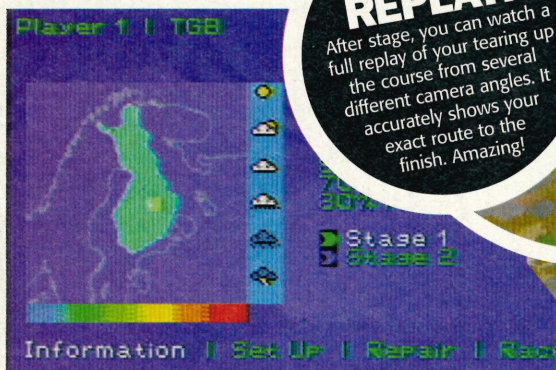 Player 1 | TGB
After stage, you can watch a
full replay of your tearing up
the course from several
different camera angles. It
accurately shows your
exact route to the
finish. Amazing!
Stage 1
Stage 2
Information | Set Up | Repair |